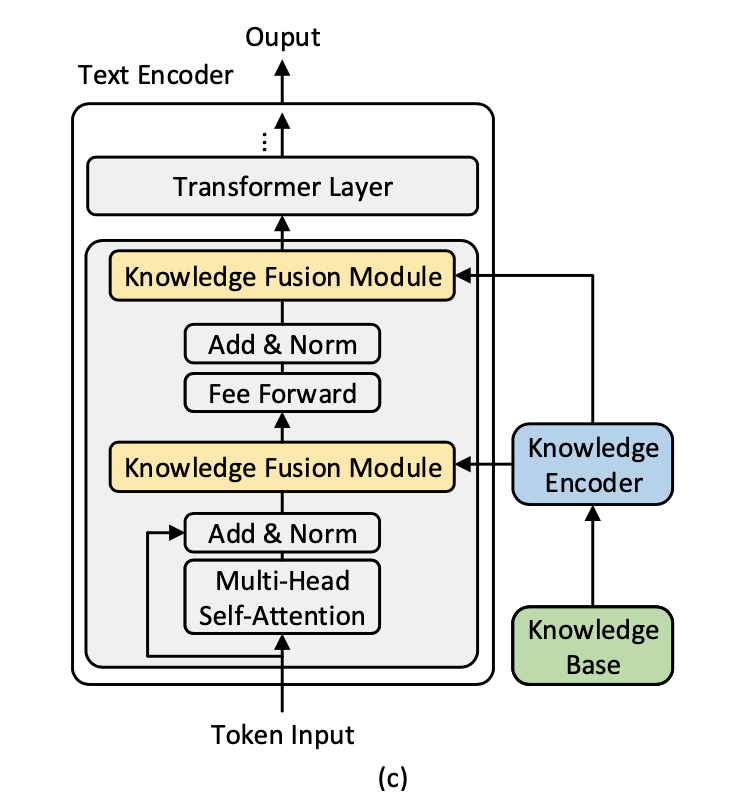 Ouput
Text Encoder
...
Transformer Layer
Knowledge Fusion Module
Add & Norm
Fee Forward
Knowledge Fusion Module
Knowledge
Encoder
Add & Norm
Multi-Head
Self-Attention
Knowledge
Base
Token Input
(c)